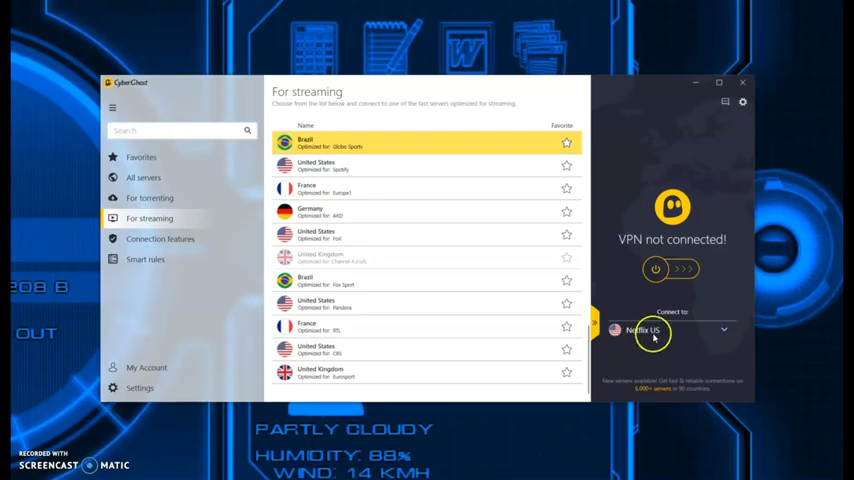 CyberGhost
Search
Favorites
All servers
For torrenting
For streaming
Connection features
Smart rules
My Account
Settings
For streaming
Choose from the list below and connect to one of the fast servers optimized for streaming.
Name
Favorite
Brazil
Optimized for: Globo Sportv
United States
Optimized for: Spotify
France
Optimized for: Europe1
Germany
Optimized for: ARD
United States
Optimized for: FoX
United Kingdom
Optimized for: Channel 4
Brazil
Optimized for: Fox Sport
United States
Optimized for: Pandora
France
Optimized for: RTL
United States
Optimized for: CBS
United Kingdom
Optimized for: Eurosport
VPN not connected!
Connect to:
Netflix US
New servers available! Get fast & reliable connections on
6,000+ servers in 90 countries.
W
208 B
OUT
PARTLY CLOUDY
HUMIDITY: 88%
WIND: 14 KMH
RECORDED WITH
SCREENCAST MATIC